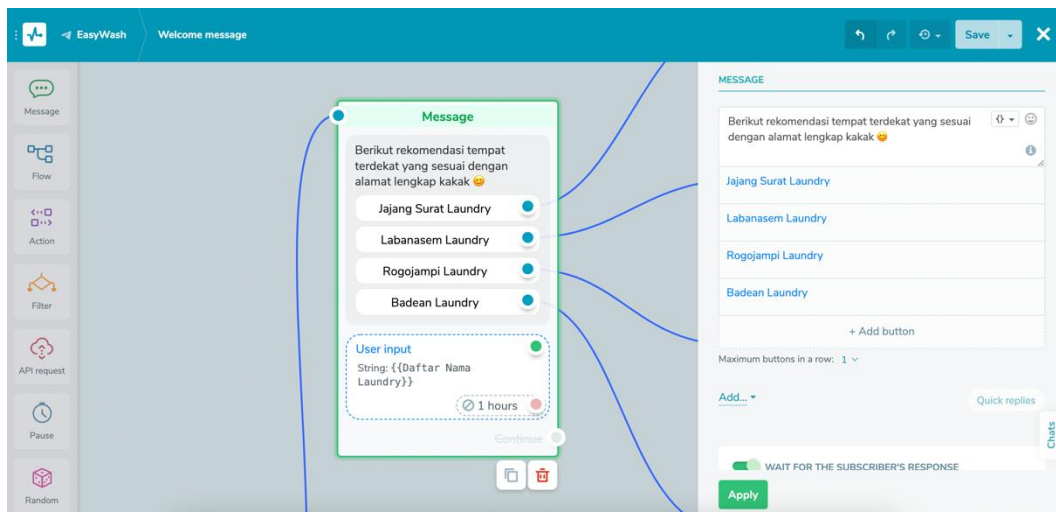 EasyWash
Welcome message
Save
Message
Flow
Action
Filter
API request
Pause
Random
Message
Berikut rekomendasi tempat
terdekat yang sesuai dengan
alamat lengkap kakak 😊
Jajang Surat Laundry
Labanasem Laundry
Rogojampi Laundry
Badean Laundry
User input
String: {{Daftar Nama
Laundry}}
1 hours
Continue
MESSAGE
Berikut rekomendasi tempat terdekat yang sesuai
dengan alamat lengkap kakak 😊
{}
Jajang Surat Laundry
Labanasem Laundry
Rogojampi Laundry
Badean Laundry
+ Add button
Maximum buttons in a row: 1
Add...
Quick replies
Chats
WAIT FOR THE SUBSCRIBER'S RESPONSE
Apply